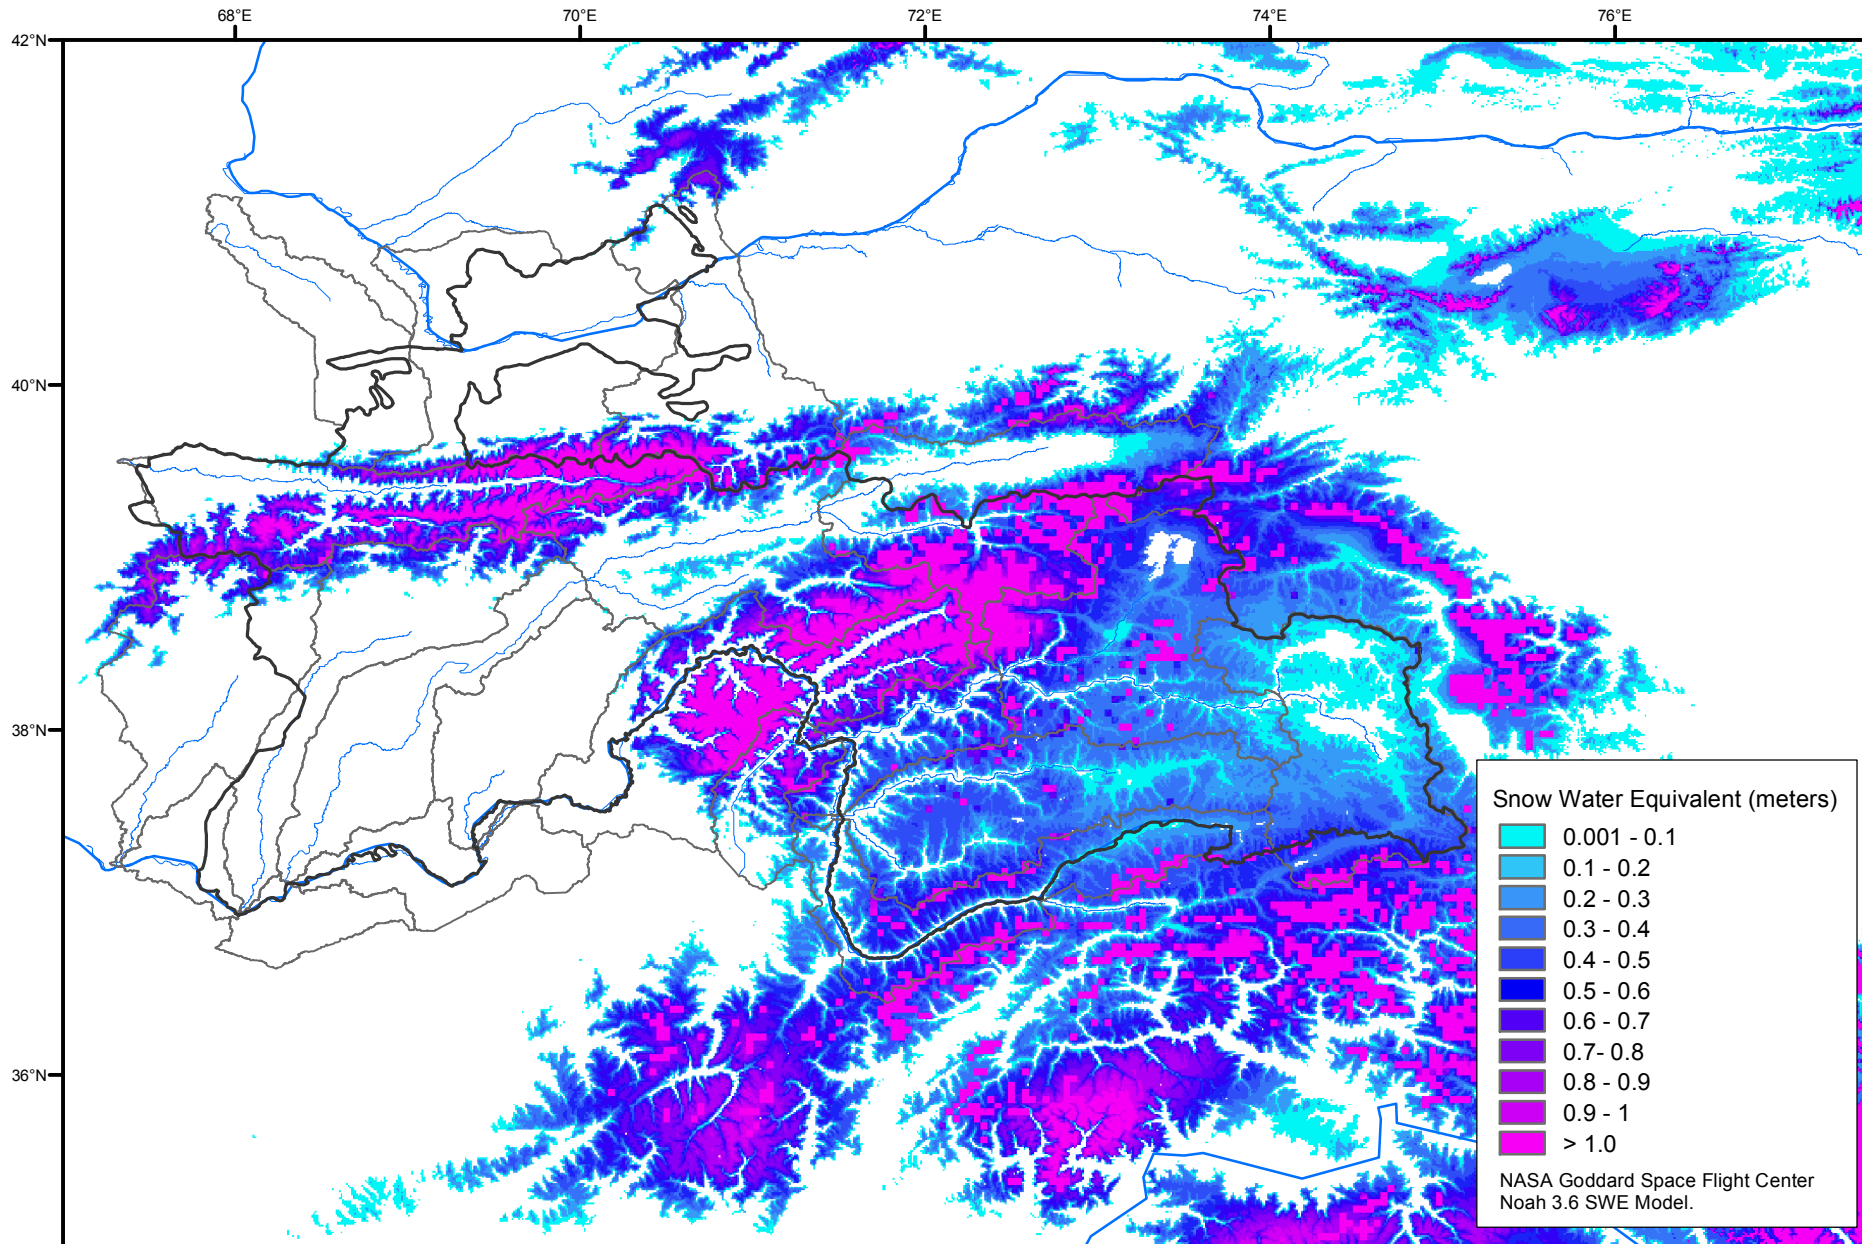 68°E
70°E
72°E
74°E
76°E
42°N
40°N
38°N
36°N
Snow Water Equivalent (meters)
0.001 - 0.1
0.1 - 0.2
0.2 - 0.3
0.3 - 0.4
0.4 - 0.5
0.5 - 0.6
0.6 - 0.7
0.7- 0.8
0.8 - 0.9
0.9 - 1
> 1.0
NASA Goddard Space Flight Center
Noah 3.6 SWE Model.